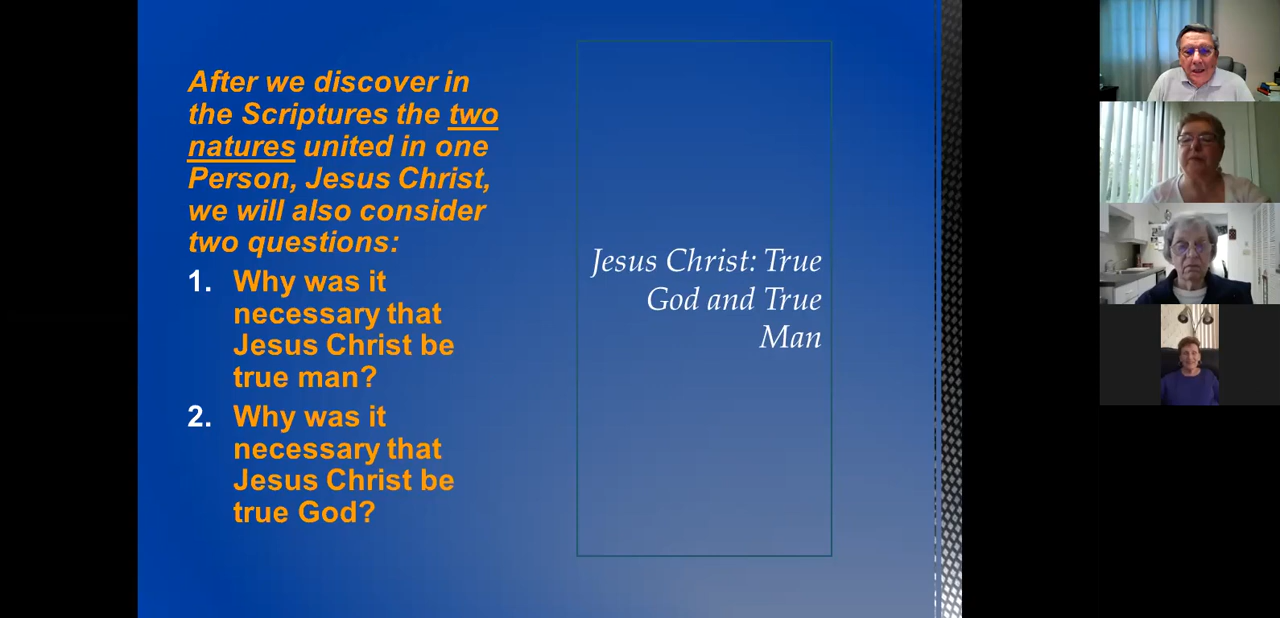 After we discover in
the Scriptures the two
natures united in one
Person, Jesus Christ,
we will also consider
two questions:
1. Why was it
necessary that
Jesus Christ be
true man?
2. Why was it
necessary that
Jesus Christ be
true God?
Jesus Christ: True
God and True
Man